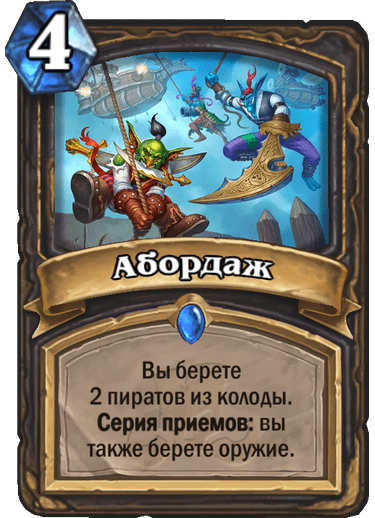 4
Абордаж
Вы берете
2 пиратов из колоды.
Серия приемов: вы
также берете оружие.